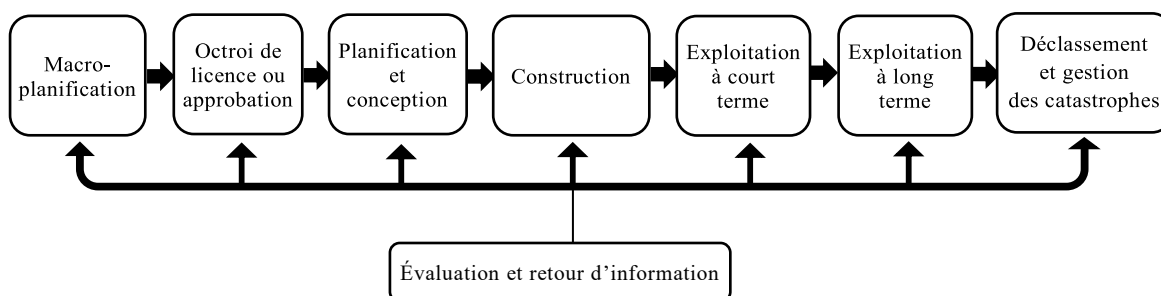 Macro-
planification
Octroi de
licence ou
approbation
Planification
et
conception
Construction
Exploitation
à court
terme
Exploitation
à long
terme
Déclassement
et gestion
des catastrophes
Évaluation et retour d’information